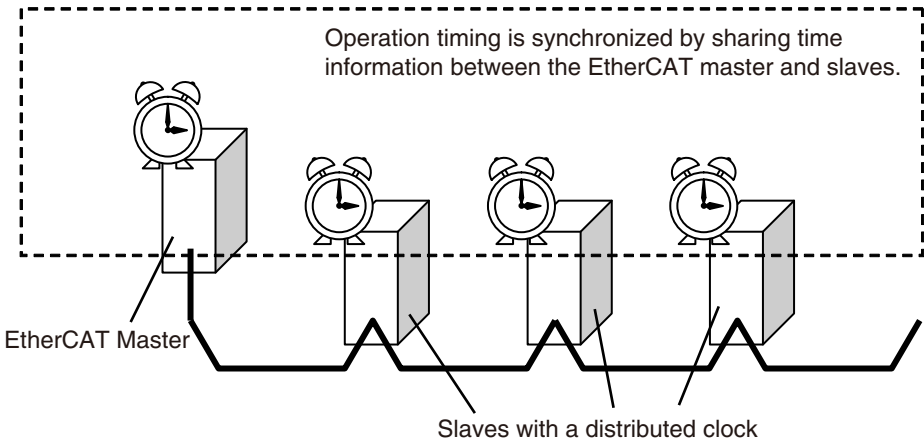 Operation timing is synchronized by sharing time
information between the EtherCAT master and slaves.
EtherCAT Master
Slaves with a distributed clock